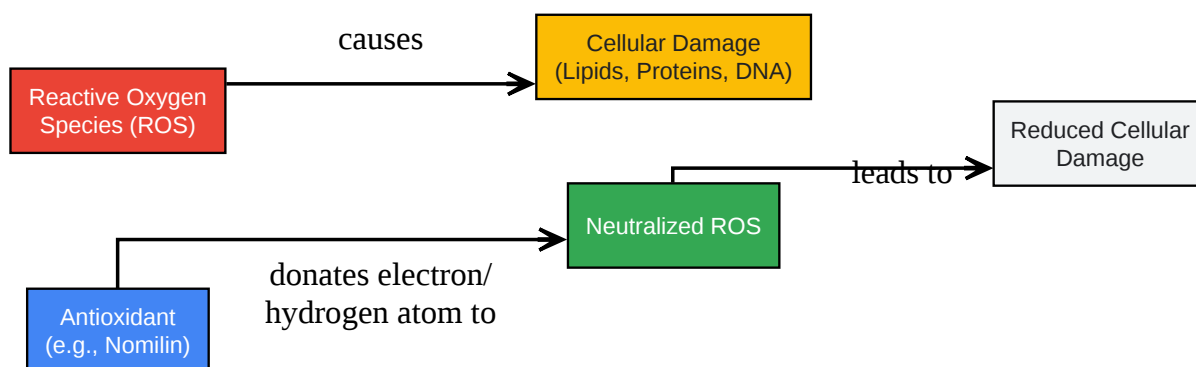 causes
Cellular Damage
(Lipids, Proteins, DNA)
Reactive Oxygen
Species (ROS)
Reduced Cellular
Damage
leads to
Neutralized ROS
donates electron/
hydrogen atom to
Antioxidant
(e.g., Nomilin)